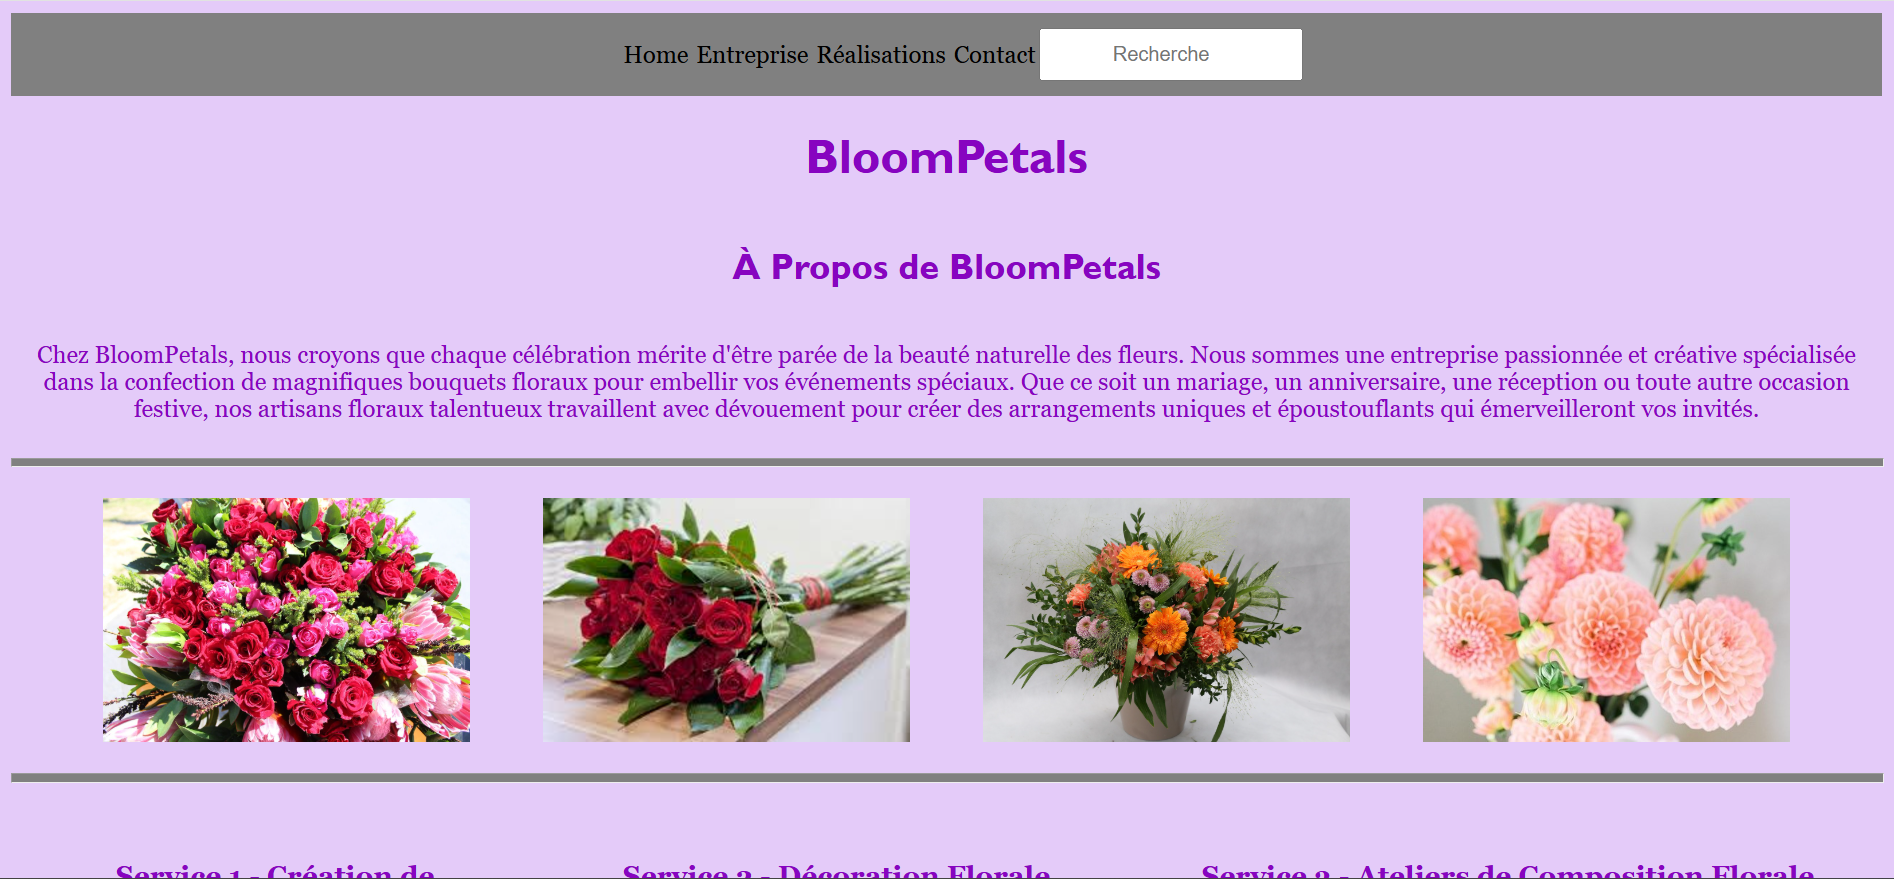 Home Entreprise Réalisations Contact Recherche
BloomPetals
À Propos de BloomPetals
Chez BloomPetals, nous croyons que chaque célébration mérite d'être parée de la beauté naturelle des fleurs. Nous sommes une entreprise passionnée et créative spécialisée
dans la confection de magnifiques bouquets floraux pour embellir vos événements spéciaux. Que ce soit un mariage, un anniversaire, une réception ou toute autre occasion
festive, nos artisans floraux talentueux travaillent avec dévouement pour créer des arrangements uniques et époustouflants qui émerveilleront vos invités.
Service 1 - Création de
Service 2 - Décoration Florale
Service 3 - Ateliers de Composition Florale